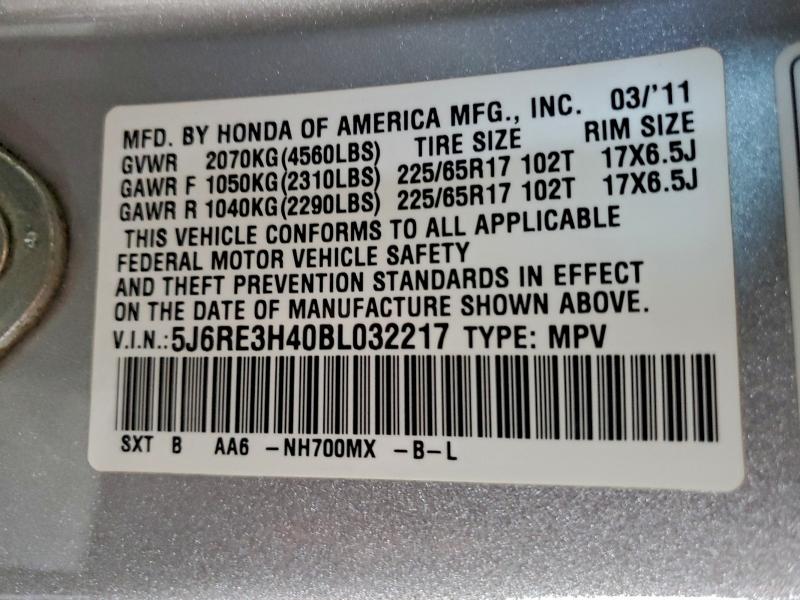 MFD. BY HONDA OF AMERICA MFG., INC. 03/'11
GVWR 2070KG(4560LBS) TIRE SIZE RIM SIZE
GAWR F 1050KG(2310LBS) 225/65R17 102T 17X6.5J
GAWR R 1040KG(2290LBS) 225/65R17 102T 17X6.5J
THIS VEHICLE CONFORMS TO ALL APPLICABLE
FEDERAL MOTOR VEHICLE SAFETY
AND THEFT PREVENTION STANDARDS IN EFFECT
ON THE DATE OF MANUFACTURE SHOWN ABOVE.
V.I.N.:5J6RE3H40BL032217 TYPE: MPV
SXT B AA6 -NH700MX -B-L